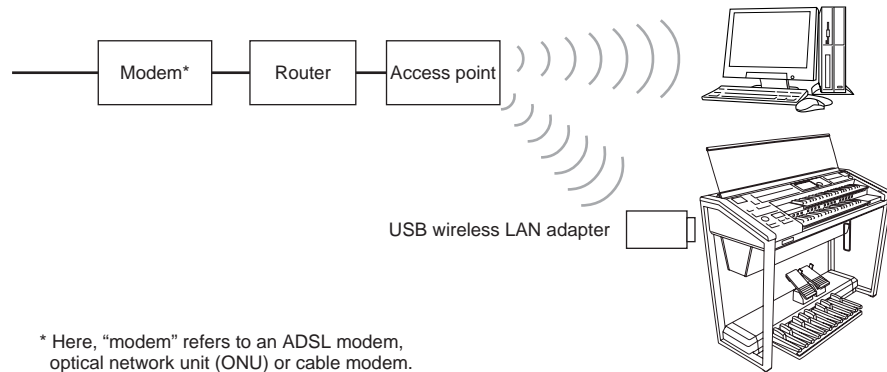 Modem*
Router
Access point
USB wireless LAN adapter
* Here, “modem” refers to an ADSL modem,
optical network unit (ONU) or cable modem.